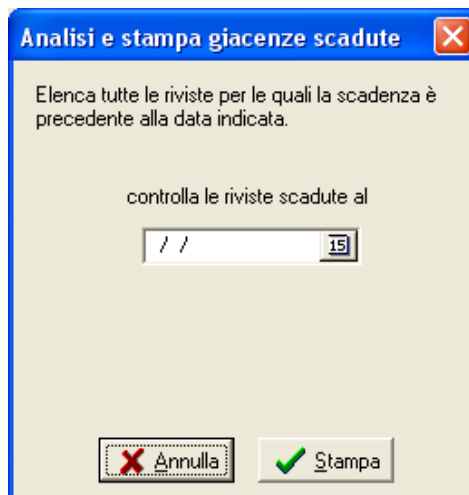 Analisi e stampa giacenze scadute
Elenca tutte le riviste per le quali la scadenza è
precedente alla data indicata.
controlla le riviste scadute al
/ /
15
Annulla
Stampa